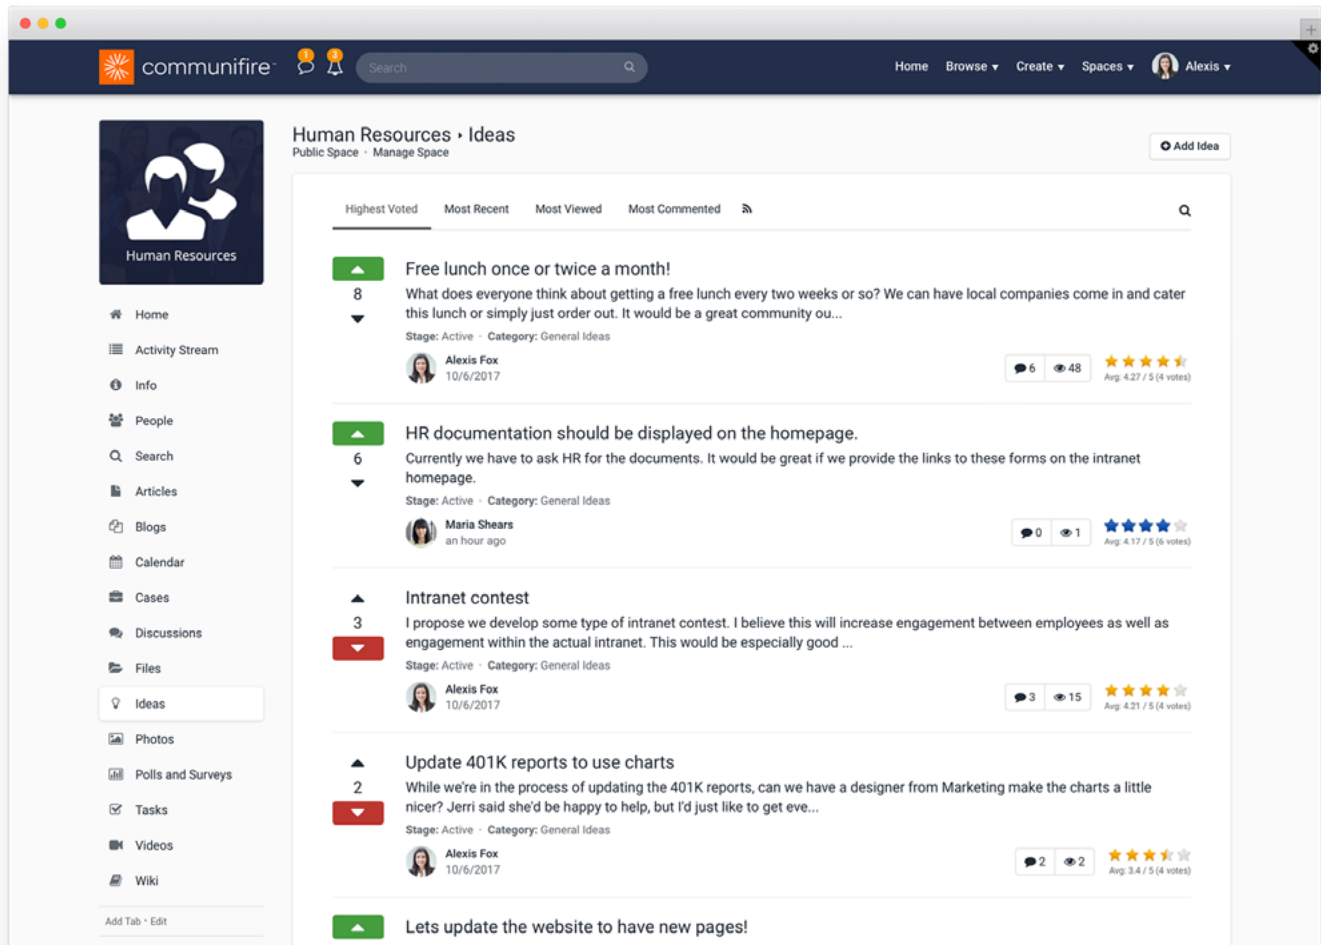 communifire
1
3
Search
Home Browse Create Spaces Alexis
Human Resources
Human Resources › Ideas
Public Space · Manage Space
Add Idea
Home
Activity Stream
Info
People
Search
Articles
Blogs
Calendar
Cases
Discussions
Files
Ideas
Photos
Polls and Surveys
Tasks
Videos
Wiki
Add Tab · Edit
Highest Voted Most Recent Most Viewed Most Commented
8
Free lunch once or twice a month!
What does everyone think about getting a free lunch every two weeks or so? We can have local companies come in and cater
this lunch or simply just order out. It would be a great community ou...
Stage: Active · Category: General Ideas
Alexis Fox
10/6/2017
6 48
Avg: 4.27 / 5 (4 votes)
6
HR documentation should be displayed on the homepage.
Currently we have to ask HR for the documents. It would be great if we provide the links to these forms on the intranet
homepage.
Stage: Active · Category: General Ideas
Maria Shears
an hour ago
0 1
Avg: 4.17 / 5 (6 votes)
3
Intranet contest
I propose we develop some type of intranet contest. I believe this will increase engagement between employees as well as
engagement within the actual intranet. This would be especially good ...
Stage: Active · Category: General Ideas
Alexis Fox
10/6/2017
3 15
Avg: 4.21 / 5 (4 votes)
2
Update 401K reports to use charts
While we're in the process of updating the 401K reports, can we have a designer from Marketing make the charts a little
nicer? Jerri said she'd be happy to help, but I'd just like to get eve...
Stage: Active · Category: General Ideas
Alexis Fox
10/6/2017
2 2
Avg: 3.4 / 5 (4 votes)
Lets update the website to have new pages!